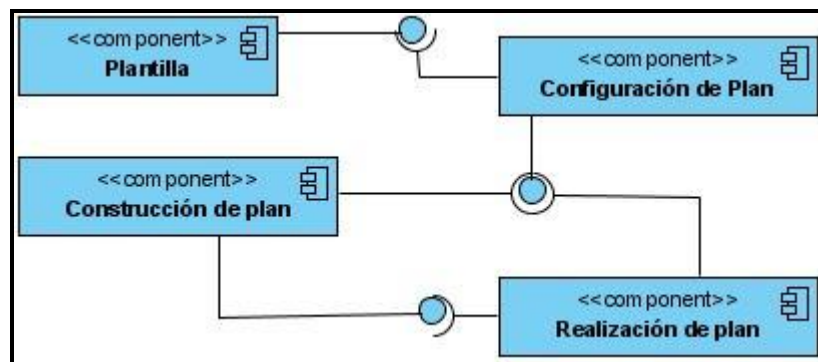 <<component>>
Plantilla
<<component>>
Configuración de Plan
<<component>>
Construcción de plan
<<component>>
Realización de plan